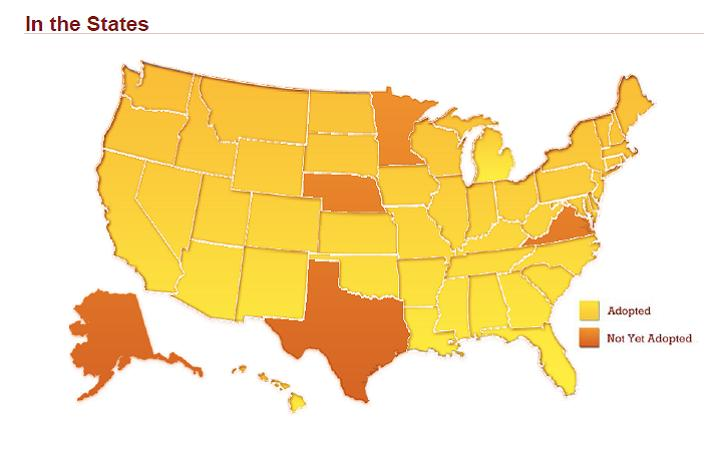 In the States
Adopted
Not Yet Adopted